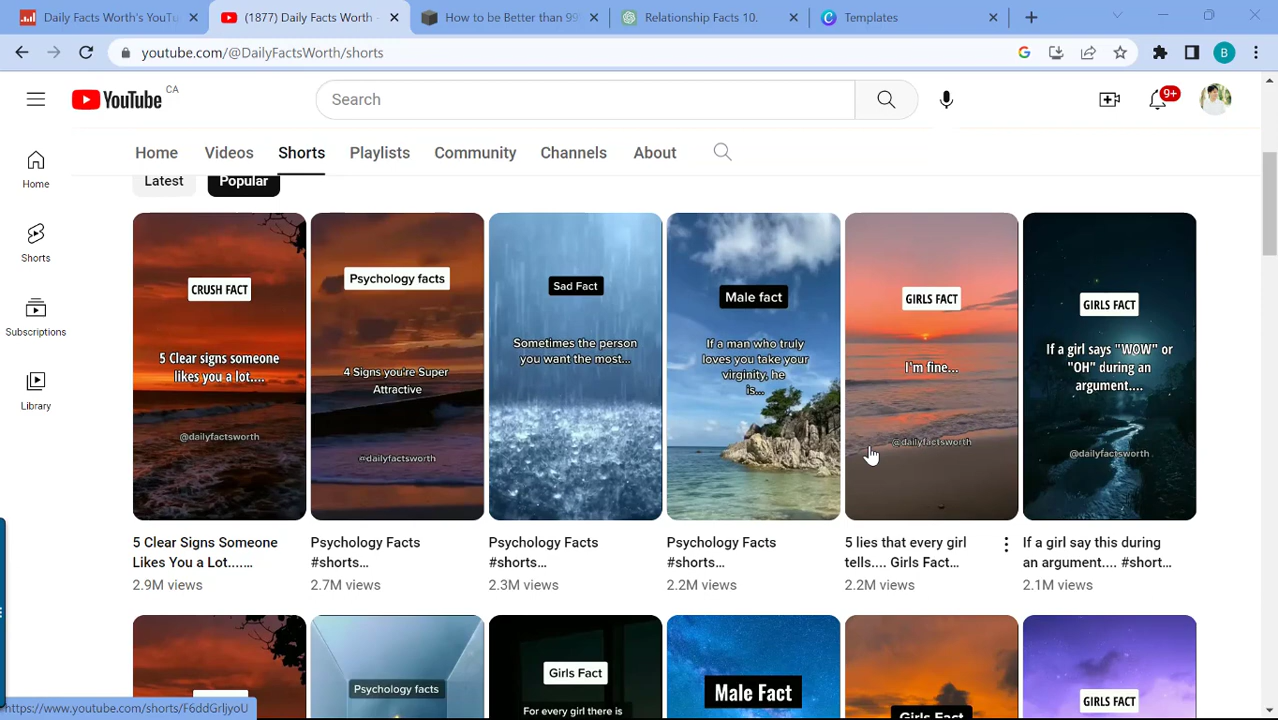 Daily Facts Worth's YouTu
(1877) Daily Facts Worth -
How to be Better than 99
Relationship Facts 10.
Templates
youtube.com/@DailyFactsWorth/shorts
B
YouTube CA
Search
9+
Home Videos Shorts Playlists Community Channels About
Latest Popular
Home
Shorts
Subscriptions
Library
CRUSH FACT
5 Clear signs someone
likes you a lot....
@dailyfactsworth
5 Clear Signs Someone
Likes You a Lot.....…
2.9M views
Psychology facts
4 Signs you're Super
Attractive
@dailyfactsworth
Psychology Facts
#shorts…
2.7M views
Sad Fact
Sometimes the person
you want the most...
Psychology Facts
#shorts…
2.3M views
Male fact
If a man who truly
loves you take your
virginity, he
is...
Psychology Facts
#shorts…
2.2M views
GIRLS FACT
I'm fine...
@dailyfactsworth
5 lies that every girl
tells.... Girls Fact…
2.2M views
GIRLS FACT
If a girl says "WOW" or
"OH" during an
argument....
@dailyfactsworth
If a girl say this during
an argument.... #short…
2.1M views
Psychology facts
Girls Fact
For every girl there is
Male Fact
Girls Fact
GIRLS FACT
https://www.youtube.com/shorts/F6ddGrIjyoU